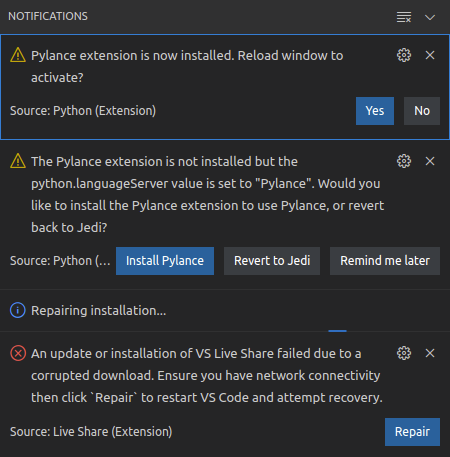 NOTIFICATIONS
Pylance extension is now installed. Reload window to
activate?
Source: Python (Extension)
Yes
No
The Pylance extension is not installed but the
python.languageServer value is set to "Pylance". Would you
like to install the Pylance extension to use Pylance, or revert
back to Jedi?
Source: Python (...
Install Pylance
Revert to Jedi
Remind me later
Repairing installation...
An update or installation of VS Live Share failed due to a
corrupted download. Ensure you have network connectivity
then click `Repair` to restart VS Code and attempt recovery.
Source: Live Share (Extension)
Repair